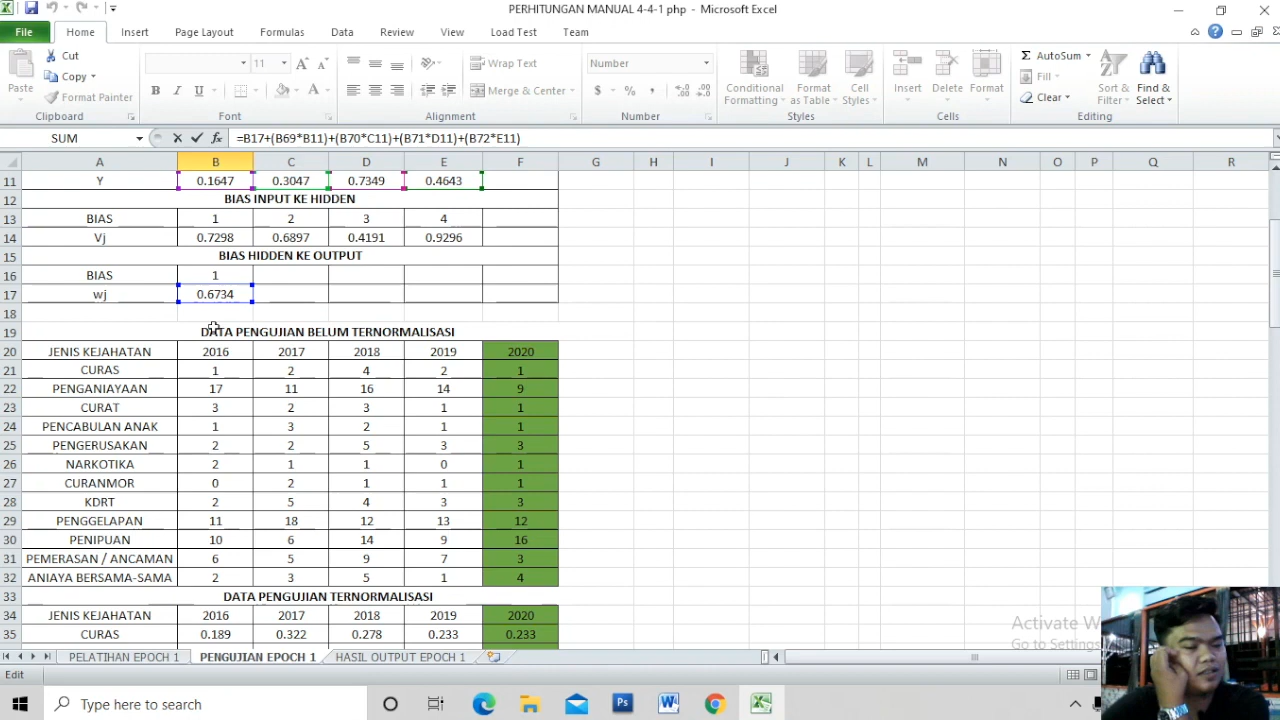 PERHITUNGAN MANUAL 4-4-1 php - Microsoft Excel
File Home Insert Page Layout Formulas Data Review View Load Test Team
Paste Cut Copy Format Painter
11
Wrap Text
Merge & Center
Number
Conditional Formatting Format as Table Cell Styles
Insert Delete Format
AutoSum Fill Clear
Sort & Filter Find & Select
Clipboard Font Alignment Number Styles Cells Editing
SUM =B17+(B69*B11)+(B70*C11)+(B71*D11)+(B72*E11)
A B C D E F G H I J K L M N O P Q R
11 Y 0.1647 0.3047 0.7349 0.4643
12 BIAS INPUT KE HIDDEN
13 BIAS 1 2 3 4
14 Vj 0.7298 0.6897 0.4191 0.9296
15 BIAS HIDDEN KE OUTPUT
16 BIAS 1
17 wj 0.6734
18
19 DATA PENGUJIAN BELUM TERNORMALISASI
20 JENIS KEJAHATAN 2016 2017 2018 2019 2020
21 CURAS 1 2 4 2 1
22 PENGANIAYAAN 17 11 16 14 9
23 CURAT 3 2 3 1 1
24 PENCABULAN ANAK 1 3 2 1 1
25 PENGERUSAKAN 2 2 5 3 3
26 NARKOTIKA 2 1 1 0 1
27 CURANMOR 0 2 1 1 1
28 KDRT 2 5 4 3 3
29 PENGGELAPAN 11 18 12 13 12
30 PENIPUAN 10 6 14 9 16
31 PEMERASAN / ANCAMAN 6 5 9 7 3
32 ANIAYA BERSAMA-SAMA 2 3 5 1 4
33 DATA PENGUJIAN TERNORMALISASI
34 JENIS KEJAHATAN 2016 2017 2018 2019 2020
35 CURAS 0.189 0.322 0.278 0.233 0.233
Activate W
Go to Settings
PELATIHAN EPOCH 1 PENGUJIAN EPOCH 1 HASIL OUTPUT EPOCH 1
Edit
Type here to search